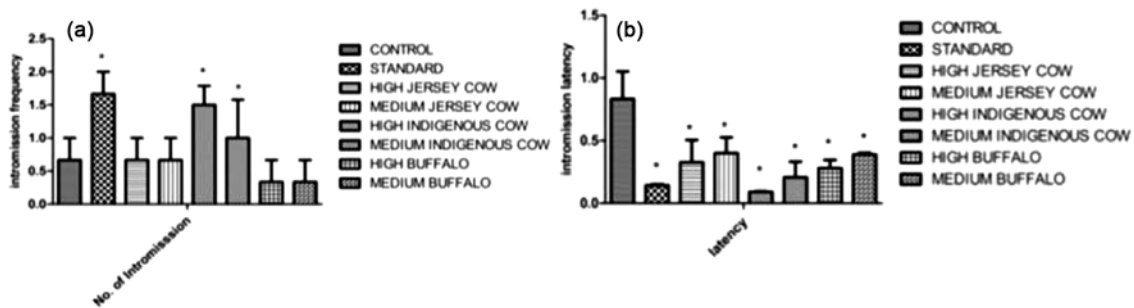 (a)
intromission frequency
2.5
2.0
1.5
1.0
0.5
0.0
*
*
*
No. of Intromisssion
CONTROL
STANDARD
HIGH JERSEY COW
MEDIUM JERSEY COW
HIGH INDIGENOUS COW
MEDIUM INDIGENOUS COW
HIGH BUFFALO
MEDIUM BUFFALO
(b)
intromission latency
1.5
1.0
0.5
0.0
*
*
*
*
*
*
*
latency
CONTROL
STANDARD
HIGH JERSEY COW
MEDIUM JERSEY COW
HIGH INDIGENOUS COW
MEDIUM INDIGENOUS COW
HIGH BUFFALO
MEDIUM BUFFALO